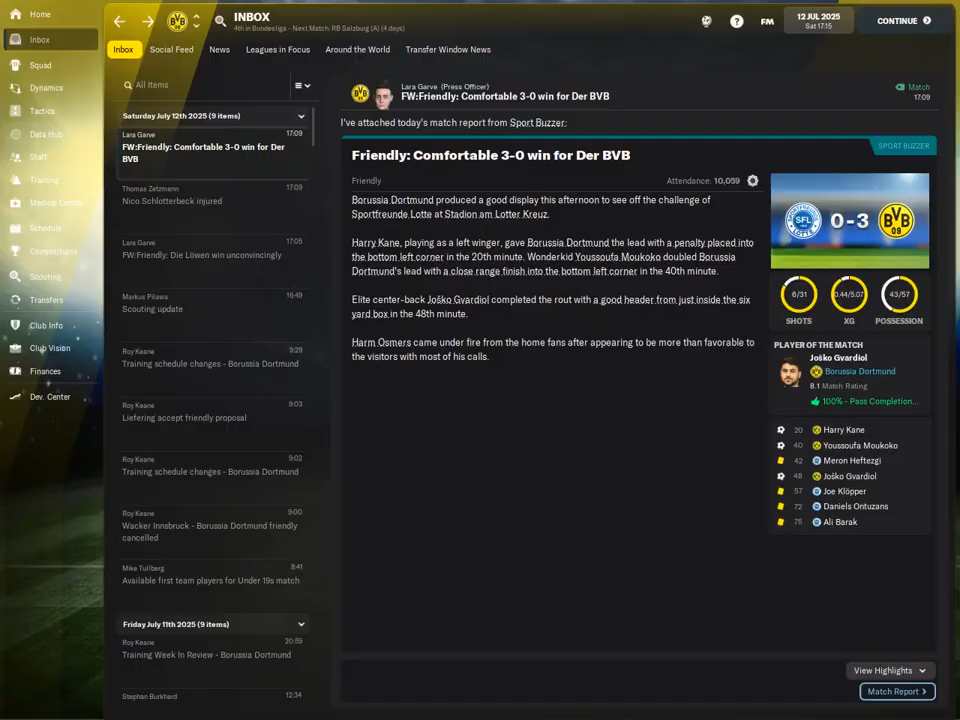 Home
Inbox
Squad
Dynamics
Tactics
Data Hub
Staff
Training
Medical Center
Schedule
Competitions
Scouting
Transfers
Club Info
Club Vision
Finances
Dev. Center
INBOX
4th in Bundesliga - Next Match: RB Salzburg (A) (4 days)
FM
12 JUL 2025
Sat 17:15
CONTINUE
Inbox
Social Feed
News
Leagues in Focus
Around the World
Transfer Window News
All Items
Saturday July 12th 2025 (9 items)
Lara Garve 17:09
FW:Friendly: Comfortable 3-0 win for Der
BVB
Thomas Zetzmann 17:09
Nico Schlotterbeck injured
Lara Garve 17:05
FW:Friendly: Die Löwen win unconvincingly
Markus Pilawa 16:49
Scouting update
Roy Keane 9:29
Training schedule changes - Borussia Dortmund
Roy Keane 9:03
Liefering accept friendly proposal
Roy Keane 9:02
Training schedule changes - Borussia Dortmund
Roy Keane 9:00
Wacker Innsbruck - Borussia Dortmund friendly
cancelled
Mike Tullberg 8:41
Available first team players for Under 19s match
Friday July 11th 2025 (9 items)
Roy Keane 20:59
Training Week In Review - Borussia Dortmund
Stephan Burkhard 12:34
Lara Garve (Press Officer)
FW:Friendly: Comfortable 3-0 win for Der BVB
Match
17:09
I've attached today's match report from Sport Buzzer:
SPORT BUZZER
Friendly: Comfortable 3-0 win for Der BVB
Friendly
Attendance: 10,059
Borussia Dortmund produced a good display this afternoon to see off the challenge of
Sportfreunde Lotte at Stadion am Lotter Kreuz.
Harry Kane, playing as a left winger, gave Borussia Dortmund the lead with a penalty placed into
the bottom left corner in the 20th minute. Wonderkid Youssoufa Moukoko doubled Borussia
Dortmund's lead with a close range finish into the bottom left corner in the 40th minute.
Elite center-back Joško Gvardiol completed the rout with a good header from just inside the six
yard box in the 48th minute.
Harm Osmers came under fire from the home fans after appearing to be more than favorable to
the visitors with most of his calls.
SPORTFREUNDE
SFL
LOTTE
0-3
BVB
09
6/31
0.44/5.07
43/57
SHOTS
XG
POSSESSION
PLAYER OF THE MATCH
Joško Gvardiol
Borussia Dortmund
8.1 Match Rating
100% - Pass Completion...
20 Harry Kane
40 Youssoufa Moukoko
42 Meron Heftezgi
48 Joško Gvardiol
57 Joe Klöpper
72 Daniels Ontuzans
75 Ali Barak
View Highlights
Match Report